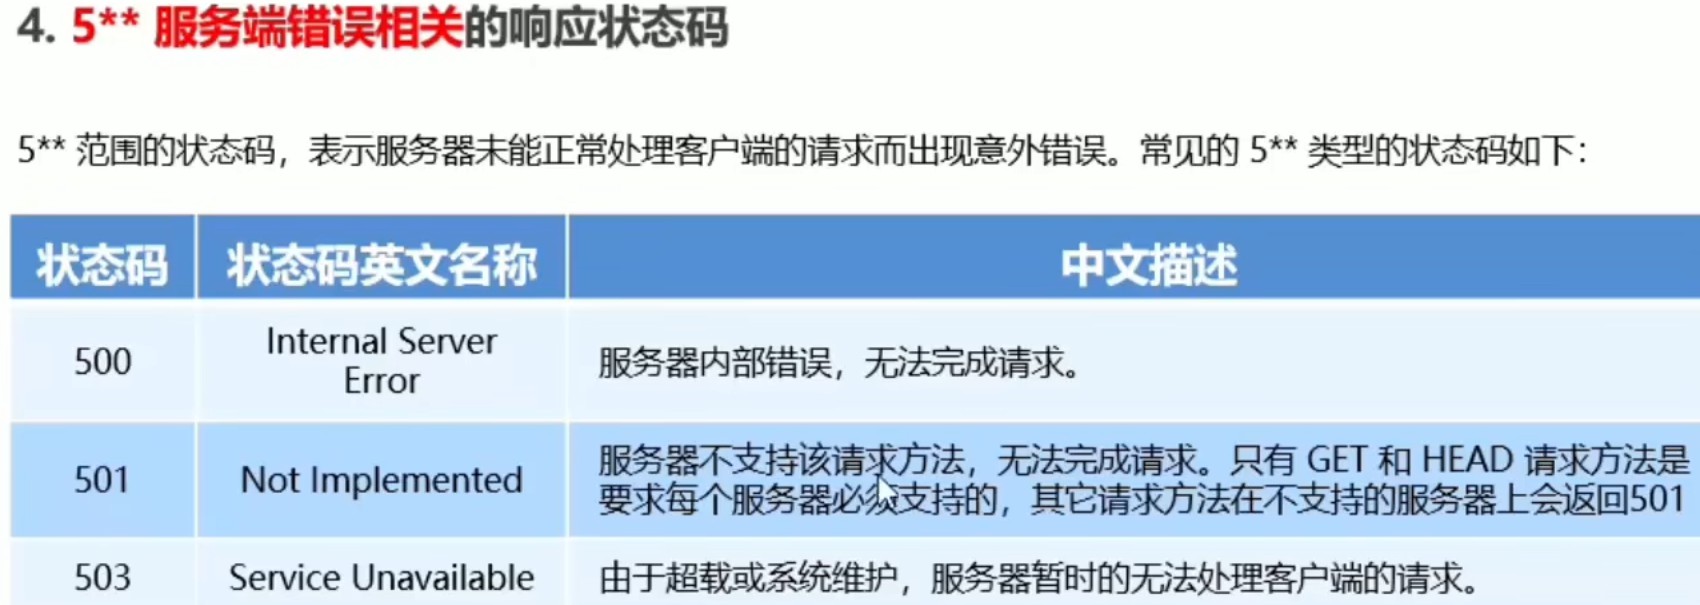 4. 5** 服务端错误相关的响应状态码
5** 范围的状态码，表示服务器未能正常处理客户端的请求而出现意外错误。常见的 5** 类型的状态码如下：
状态码 状态码英文名称 中文描述
500
Internal Server
Error
服务器内部错误，无法完成请求。
501
Not Implemented
服务器不支持该请求方法，无法完成请求。只有 GET 和 HEAD 请求方法是
要求每个服务器必须支持的，其它请求方法在不支持的服务器上会返回501
503
Service Unavailable
由于超载或系统维护，服务器暂时的无法处理客户端的请求。